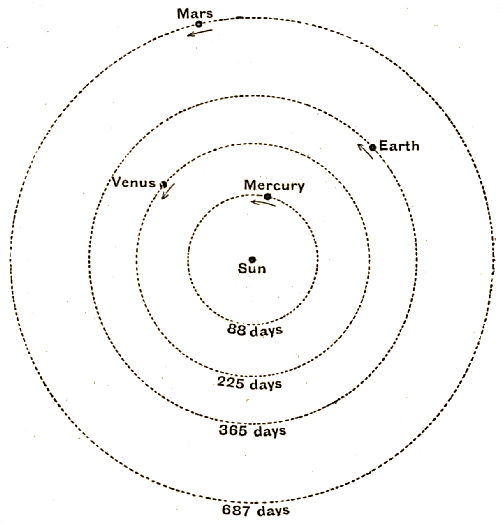 Mars
Earth
Venus
Mercury
Sun
88 days
225 days
365 days
687 days